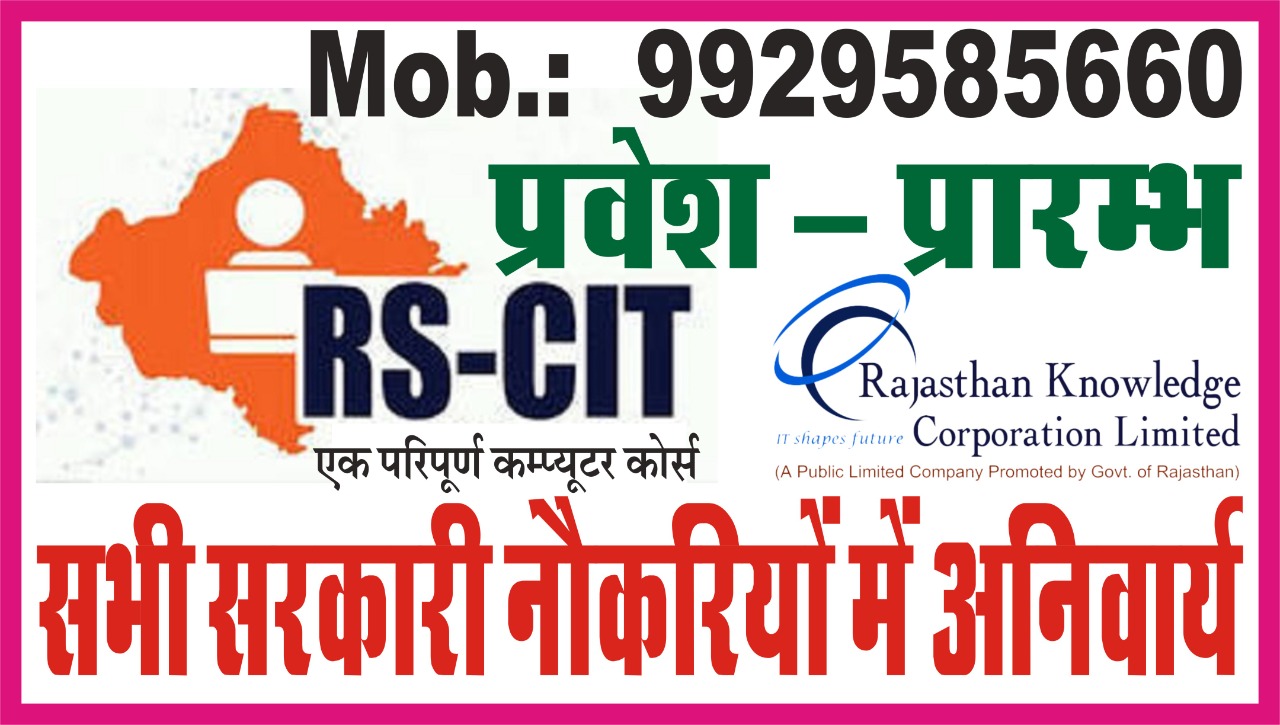 Mob.: 9929585660
प्रवेश – प्रारम्भ
RS-CIT
एक परिपूर्ण कम्प्यूटर कोर्स
Rajasthan Knowledge
IT shapes future Corporation Limited
(A Public Limited Company Promoted by Govt. of Rajasthan)
सभी सरकारी नौकरियों में अनिवार्य